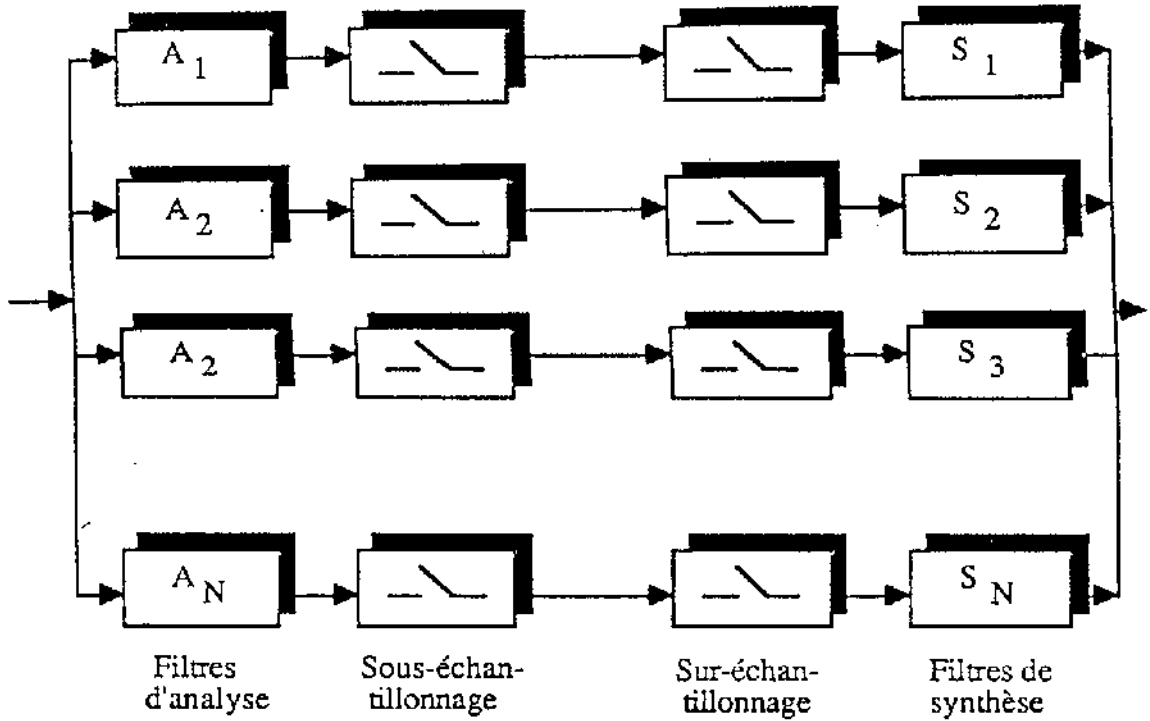 A 1
S 1
A 2
S 2
A 2
S 3
A N
S N
Filtres
d'analyse
Sous-échan-
tillonnage
Sur-échan-
tillonnage
Filtres de
synthèse